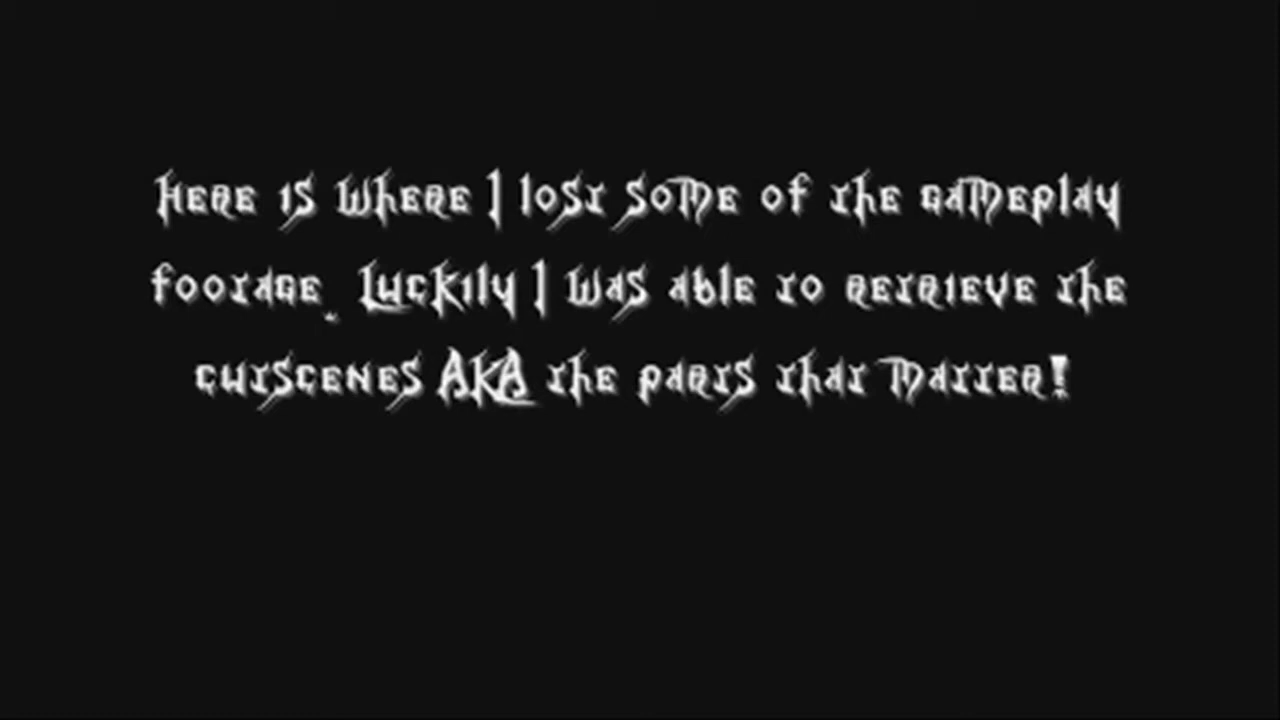 Here is where I lost some of the gameplay
footage. Luckily I was able to retrieve the
cutscenes AKA the parts that matter!